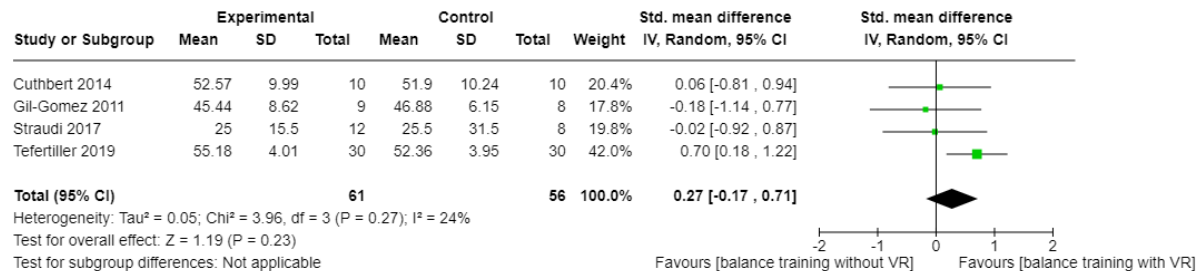 Experimental Control Std. mean difference Std. mean difference
Study or Subgroup Mean SD Total Mean SD Total Weight IV, Random, 95% CI IV, Random, 95% CI
Cuthbert 2014 52.57 9.99 10 51.9 10.24 10 20.4% 0.06 [-0.81 , 0.94]
Gil-Gomez 2011 45.44 8.62 9 46.88 6.15 8 17.8% -0.18 [-1.14 , 0.77]
Straudi 2017 25 15.5 12 25.5 31.5 8 19.8% -0.02 [-0.92 , 0.87]
Tefertiller 2019 55.18 4.01 30 52.36 3.95 30 42.0% 0.70 [0.18 , 1.22]
Total (95% CI) 61 56 100.0% 0.27 [-0.17 , 0.71]
Heterogeneity: Tau² = 0.05; Chi² = 3.96, df = 3 (P = 0.27); I² = 24%
Test for overall effect: Z = 1.19 (P = 0.23)
-2 -1 0 1 2
Test for subgroup differences: Not applicable Favours [balance training without VR] Favours [balance training with VR]